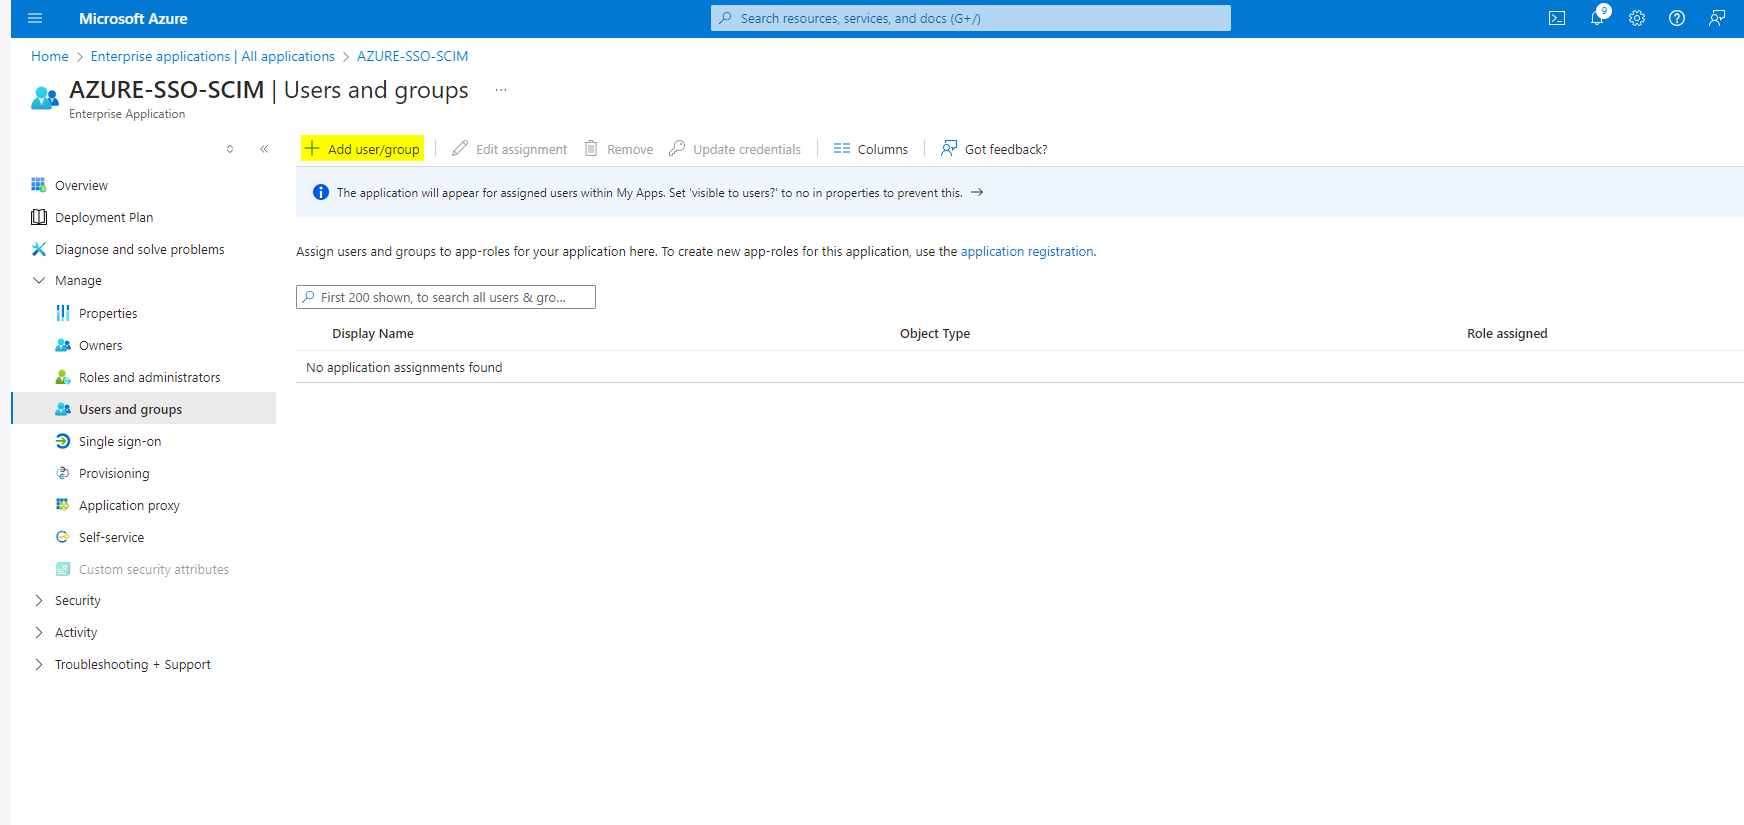 Microsoft Azure
Search resources, services, and docs (G+/)
9
Home > Enterprise applications | All applications > AZURE-SSO-SCIM
AZURE-SSO-SCIM | Users and groups ...
Enterprise Application
Add user/group
Edit assignment
Remove
Update credentials
Columns
Got feedback?
The application will appear for assigned users within My Apps. Set 'visible to users?' to no in properties to prevent this. →
Assign users and groups to app-roles for your application here. To create new app-roles for this application, use the application registration.
First 200 shown, to search all users & gro...
Display Name
Object Type
Role assigned
No application assignments found
Overview
Deployment Plan
Diagnose and solve problems
Manage
Properties
Owners
Roles and administrators
Users and groups
Single sign-on
Provisioning
Application proxy
Self-service
Custom security attributes
Security
Activity
Troubleshooting + Support